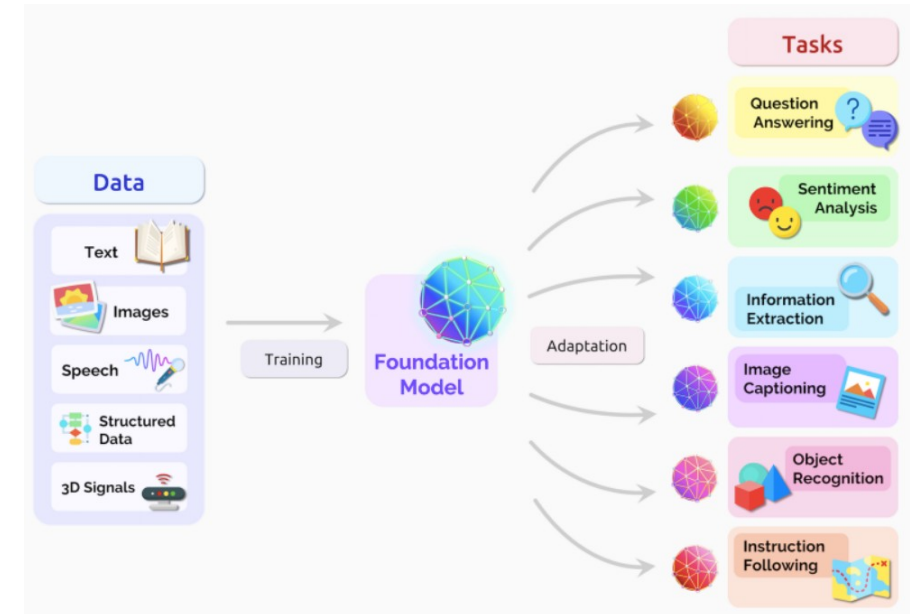 Data
Text
Images
Speech
Structured
Data
3D Signals
Training
Foundation
Model
Adaptation
Tasks
Question
Answering
Sentiment
Analysis
Information
Extraction
Image
Captioning
Object
Recognition
Instruction
Following